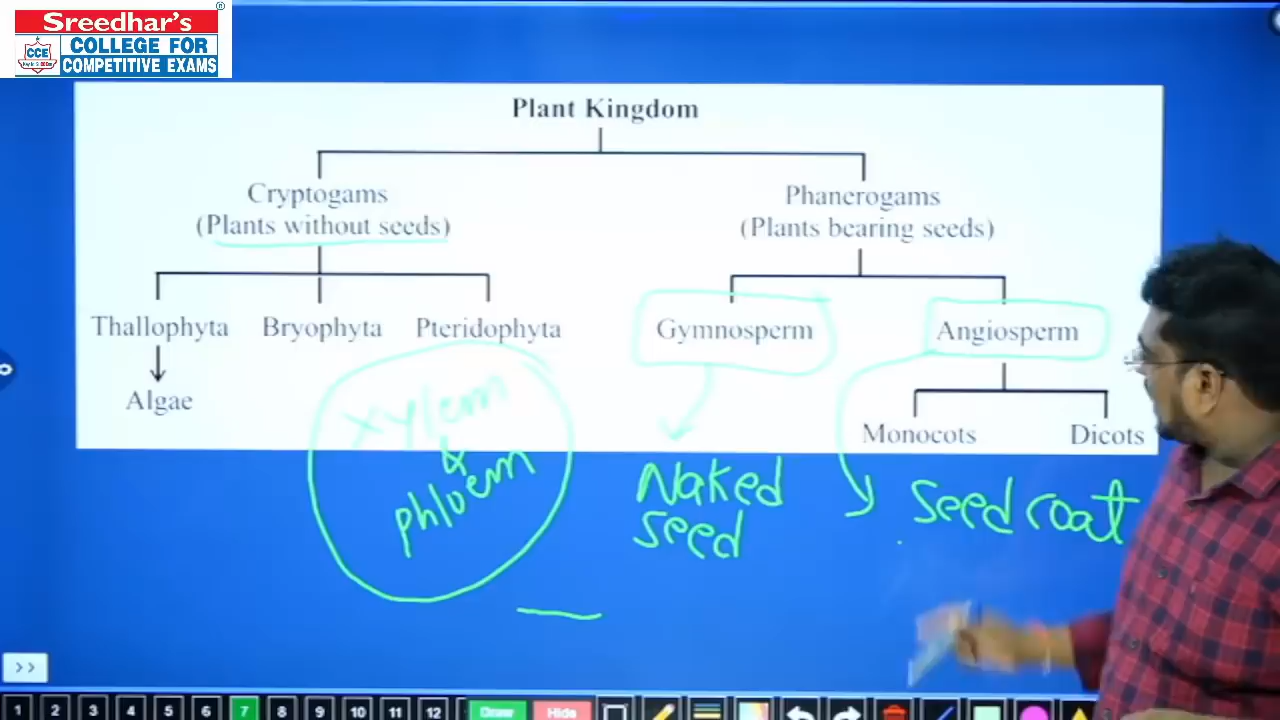 Sreedhar's
®
CCE
COLLEGE FOR
COMPETITIVE EXAMS
Plant Kingdom
Cryptogams
(Plants without seeds)
Phanerogams
(Plants bearing seeds)
Thallophyta
Bryophyta
Pteridophyta
Gymnosperm
Angiosperm
Algae
Monocots
Dicots
xylem
&
phloem
Naked
seed
seed coat
>>
1 2 3 4 5 6 7 8 9 10 11 12
Draw
Hide